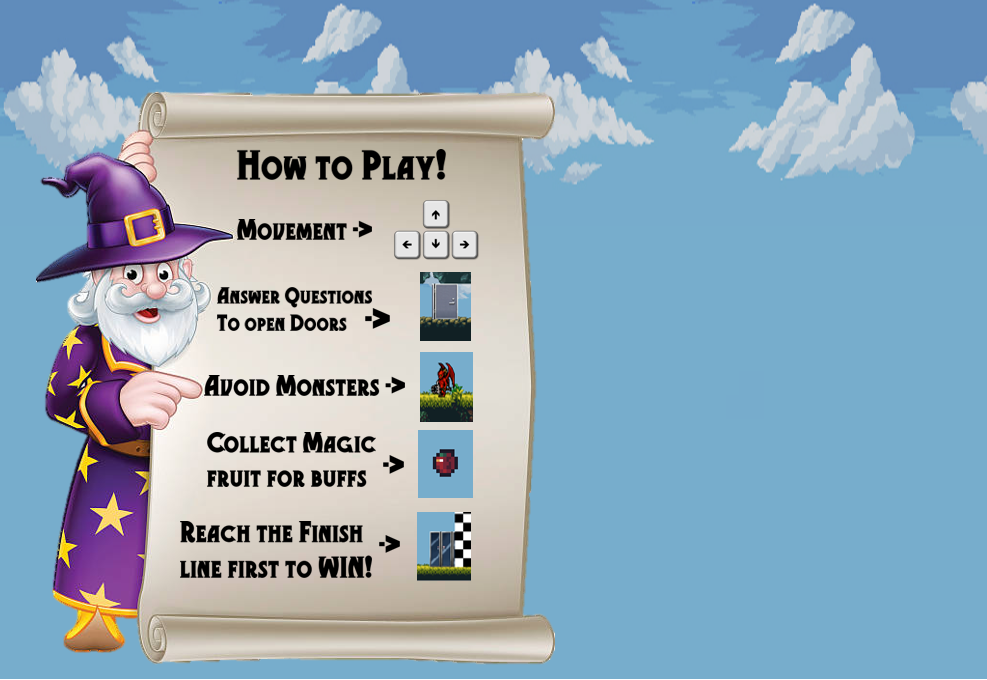 How to Play!
Movement ->
Answer Questions
To open Doors ->
Avoid Monsters ->
Collect Magic
fruit for buffs ->
Reach the Finish
line first to WIN! ->